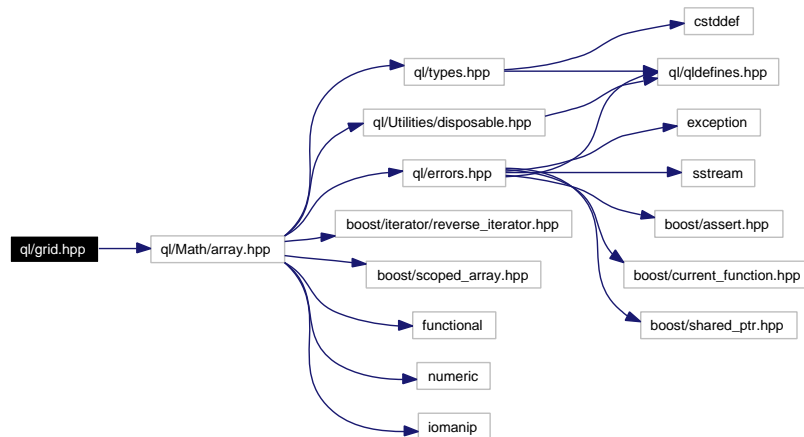 cstddef
ql/types.hpp
ql/qldefines.hpp
ql/Utilities/disposable.hpp
exception
ql/errors.hpp
sstream
boost/iterator/reverse_iterator.hpp
boost/assert.hpp
ql/grid.hpp
ql/Math/array.hpp
boost/scoped_array.hpp
boost/current_function.hpp
functional
boost/shared_ptr.hpp
numeric
iomanip